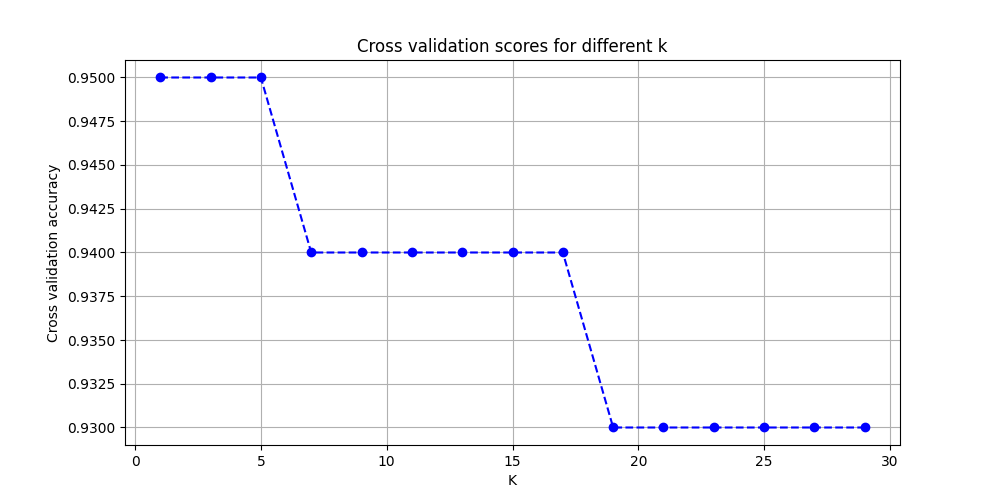 Cross validation scores for different k
Cross validation accuracy
0.9500
0.9475
0.9450
0.9425
0.9400
0.9375
0.9350
0.9325
0.9300
0 5 10 15 20 25 30
K